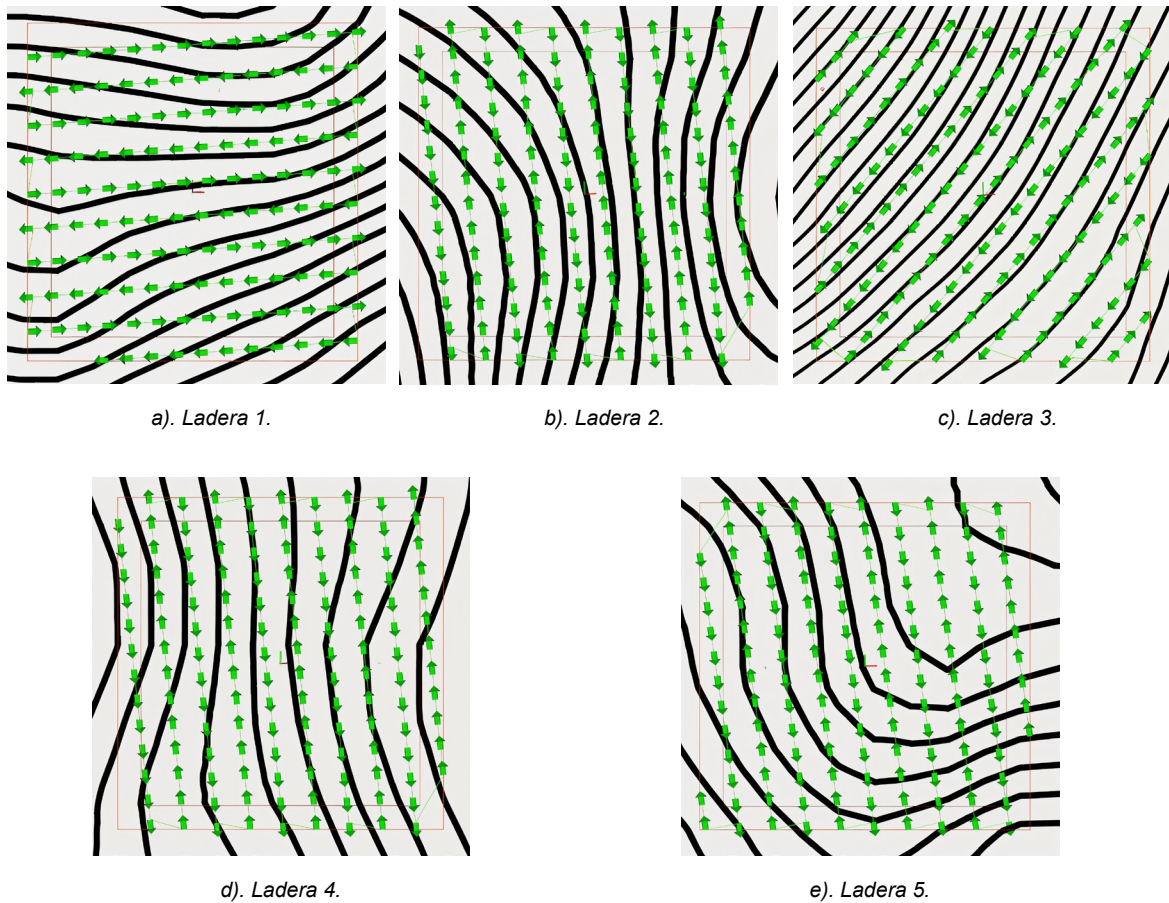 a). Ladera 1.
b). Ladera 2.
c). Ladera 3.
d). Ladera 4.
e). Ladera 5.